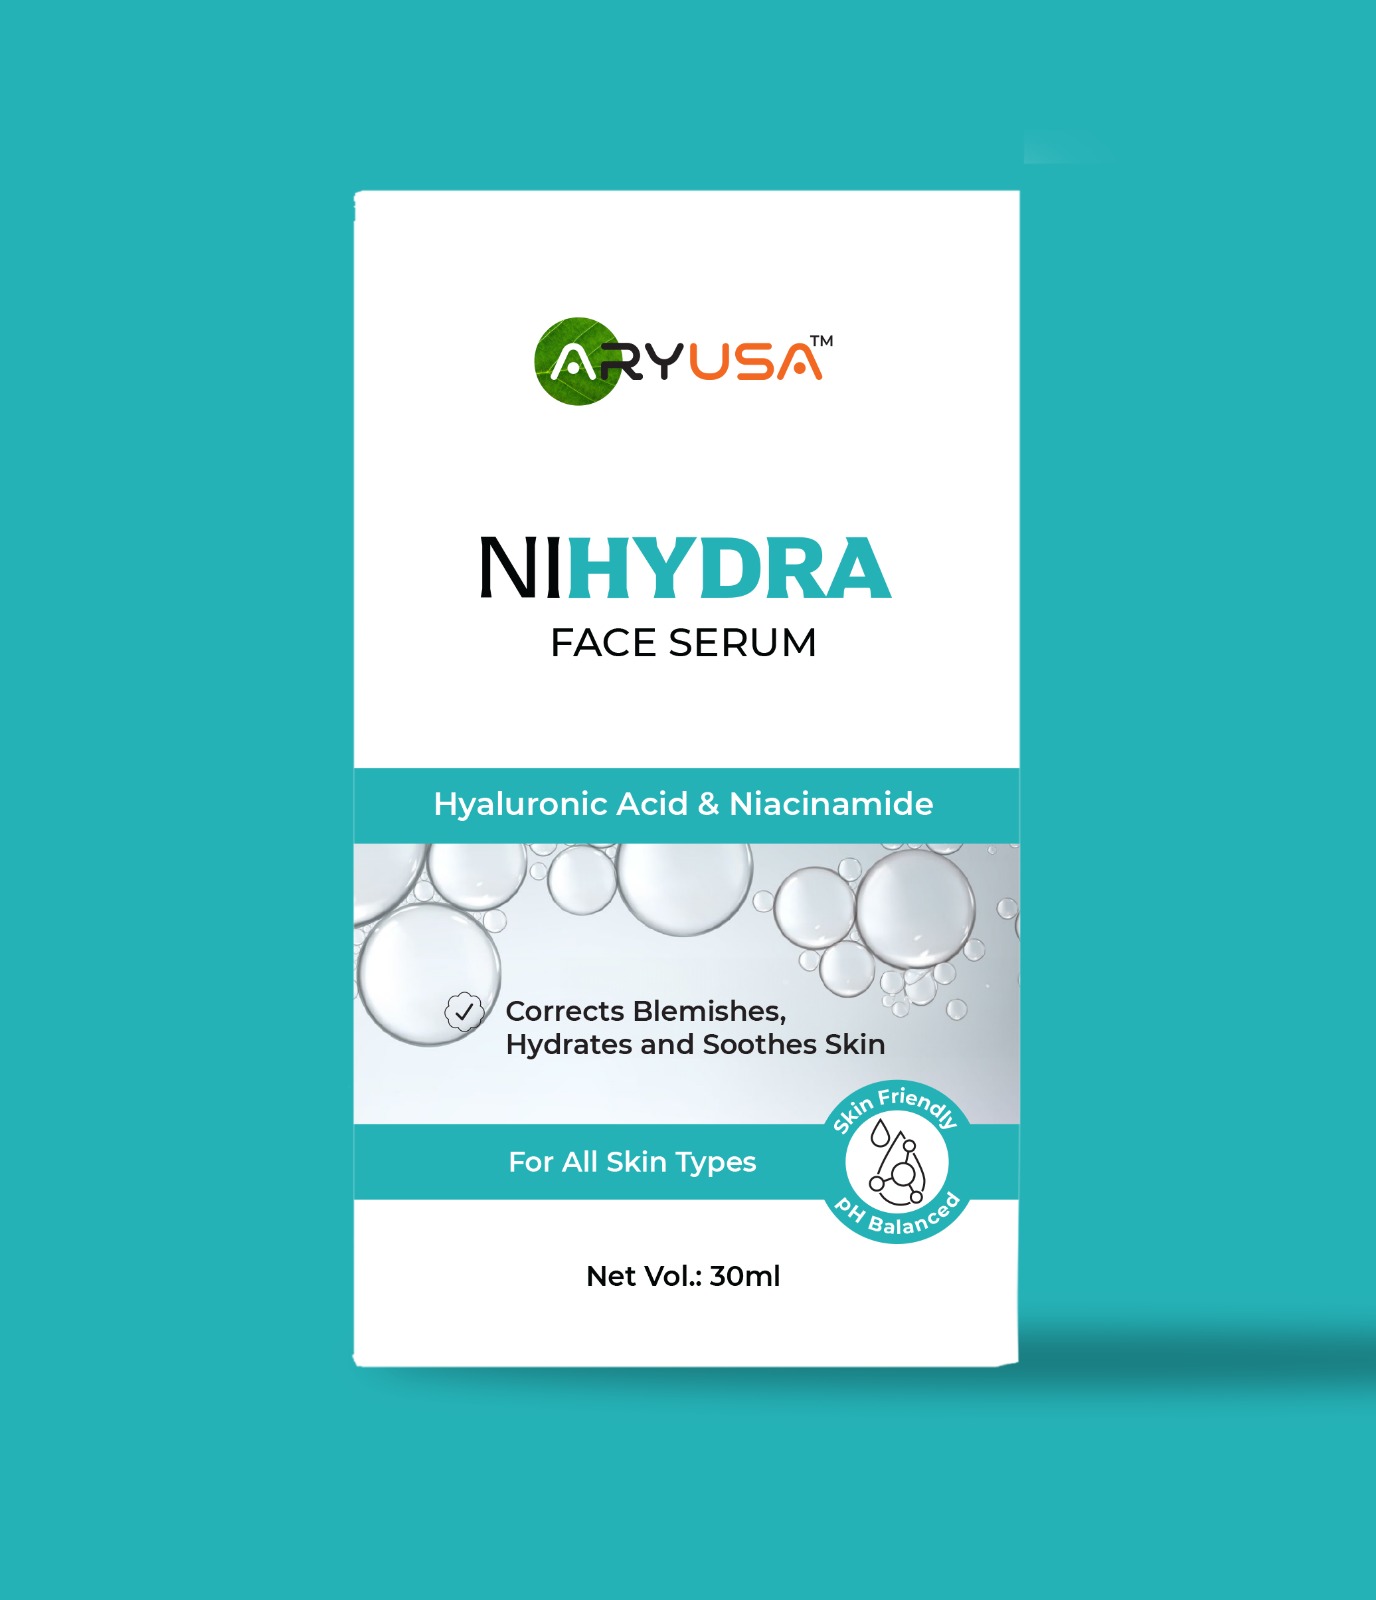 ARYUSA™
NIHYDRA
FACE SERUM
Hyaluronic Acid & Niacinamide
Corrects Blemishes,
Hydrates and Soothes Skin
Skin Friendly
For All Skin Types
pH Balanced
Net Vol.: 30ml